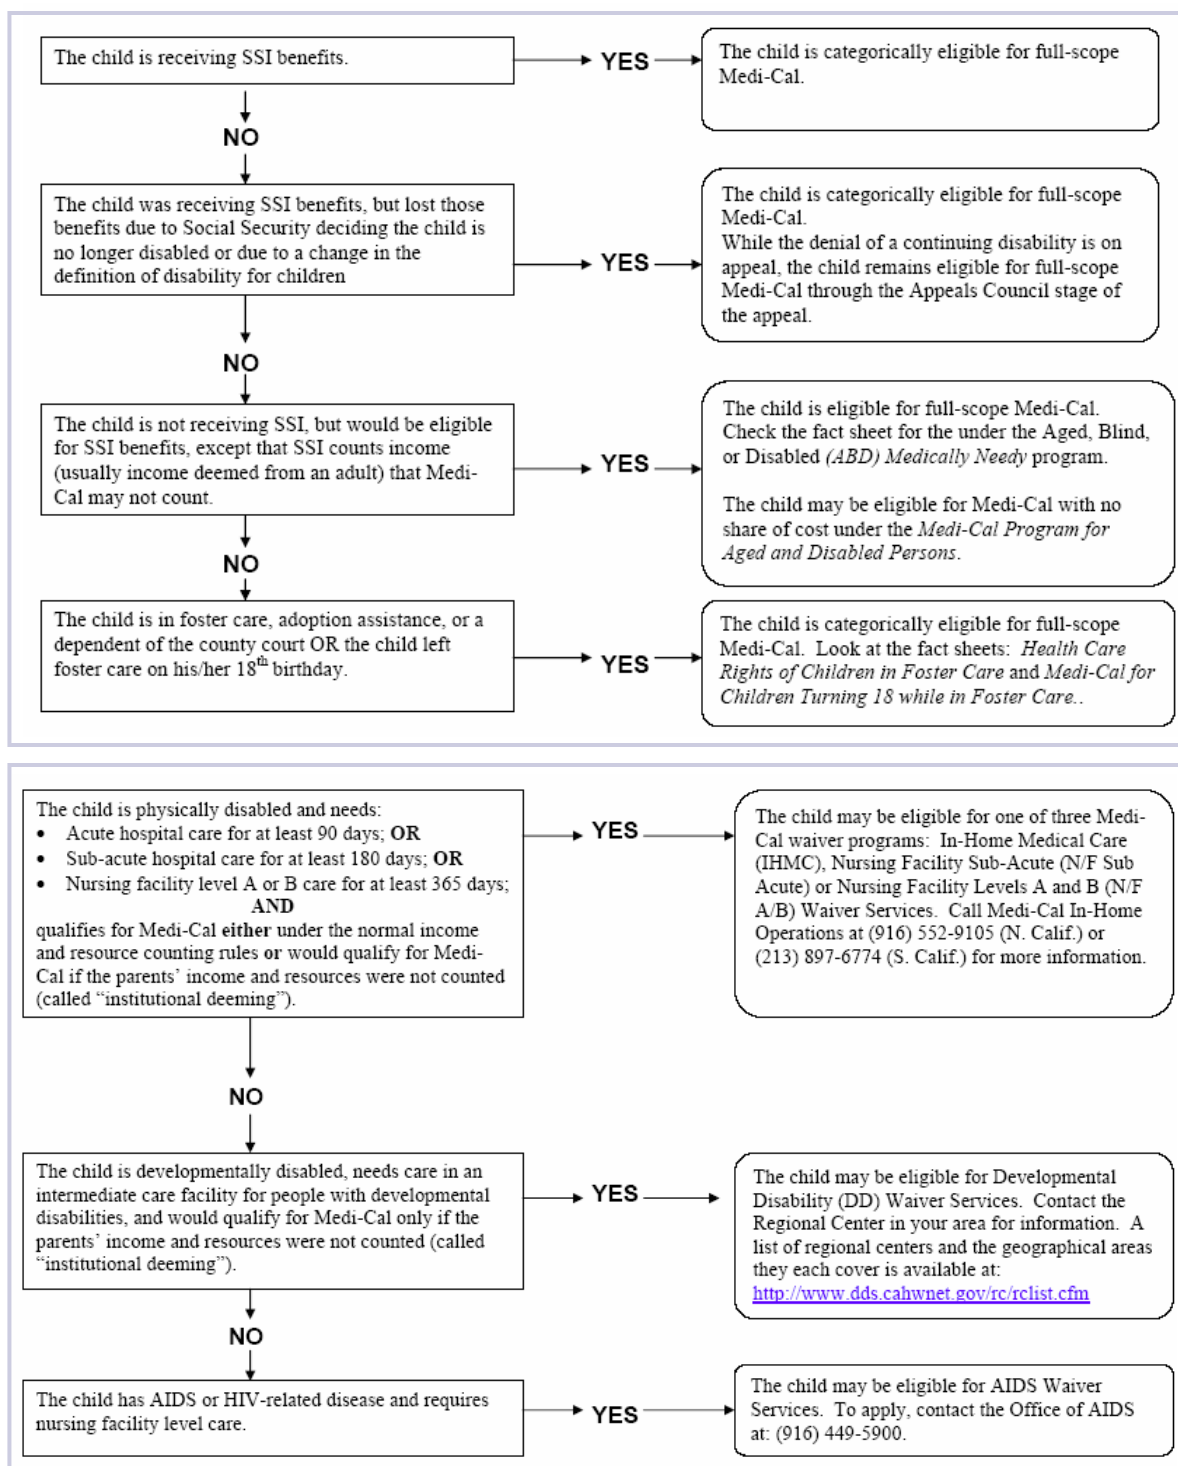 The child is receiving SSI benefits.
YES
The child is categorically eligible for full-scope
Medi-Cal.
NO
The child was receiving SSI benefits, but lost those
benefits due to Social Security deciding the child is
no longer disabled or due to a change in the
definition of disability for children
YES
The child is categorically eligible for full-scope
Medi-Cal.
While the denial of a continuing disability is on
appeal, the child remains eligible for full-scope
Medi-Cal through the Appeals Council stage of
the appeal.
NO
The child is not receiving SSI, but would be eligible
for SSI benefits, except that SSI counts income
(usually income deemed from an adult) that Medi-
Cal may not count.
YES
The child is eligible for full-scope Medi-Cal.
Check the fact sheet for the under the Aged, Blind,
or Disabled (ABD) Medically Needy program.
The child may be eligible for Medi-Cal with no
share of cost under the Medi-Cal Program for
Aged and Disabled Persons.
NO
The child is in foster care, adoption assistance, or a
dependent of the county court OR the child left
foster care on his/her 18th birthday.
YES
The child is categorically eligible for full-scope
Medi-Cal. Look at the fact sheets: Health Care
Rights of Children in Foster Care and Medi-Cal for
Children Turning 18 while in Foster Care..
The child is physically disabled and needs:
• Acute hospital care for at least 90 days; OR
• Sub-acute hospital care for at least 180 days; OR
• Nursing facility level A or B care for at least 365 days;
AND
qualifies for Medi-Cal either under the normal income
and resource counting rules or would qualify for Medi-
Cal if the parents' income and resources were not counted
(called "institutional deeming").
YES
The child may be eligible for one of three Medi-
Cal waiver programs: In-Home Medical Care
(IHMC), Nursing Facility Sub-Acute (N/F Sub
Acute) or Nursing Facility Levels A and B (N/F
A/B) Waiver Services. Call Medi-Cal In-Home
Operations at (916) 552-9105 (N. Calif.) or
(213) 897-6774 (S. Calif.) for more information.
NO
The child is developmentally disabled, needs care in an
intermediate care facility for people with developmental
disabilities, and would qualify for Medi-Cal only if the
parents' income and resources were not counted (called
"institutional deeming").
YES
The child may be eligible for Developmental
Disability (DD) Waiver Services. Contact the
Regional Center in your area for information. A
list of regional centers and the geographical areas
they each cover is available at:
http://www.dds.cahwnet.gov/rc/rclist.cfm
NO
The child has AIDS or HIV-related disease and requires
nursing facility level care.
YES
The child may be eligible for AIDS Waiver
Services. To apply, contact the Office of AIDS
at: (916) 449-5900.